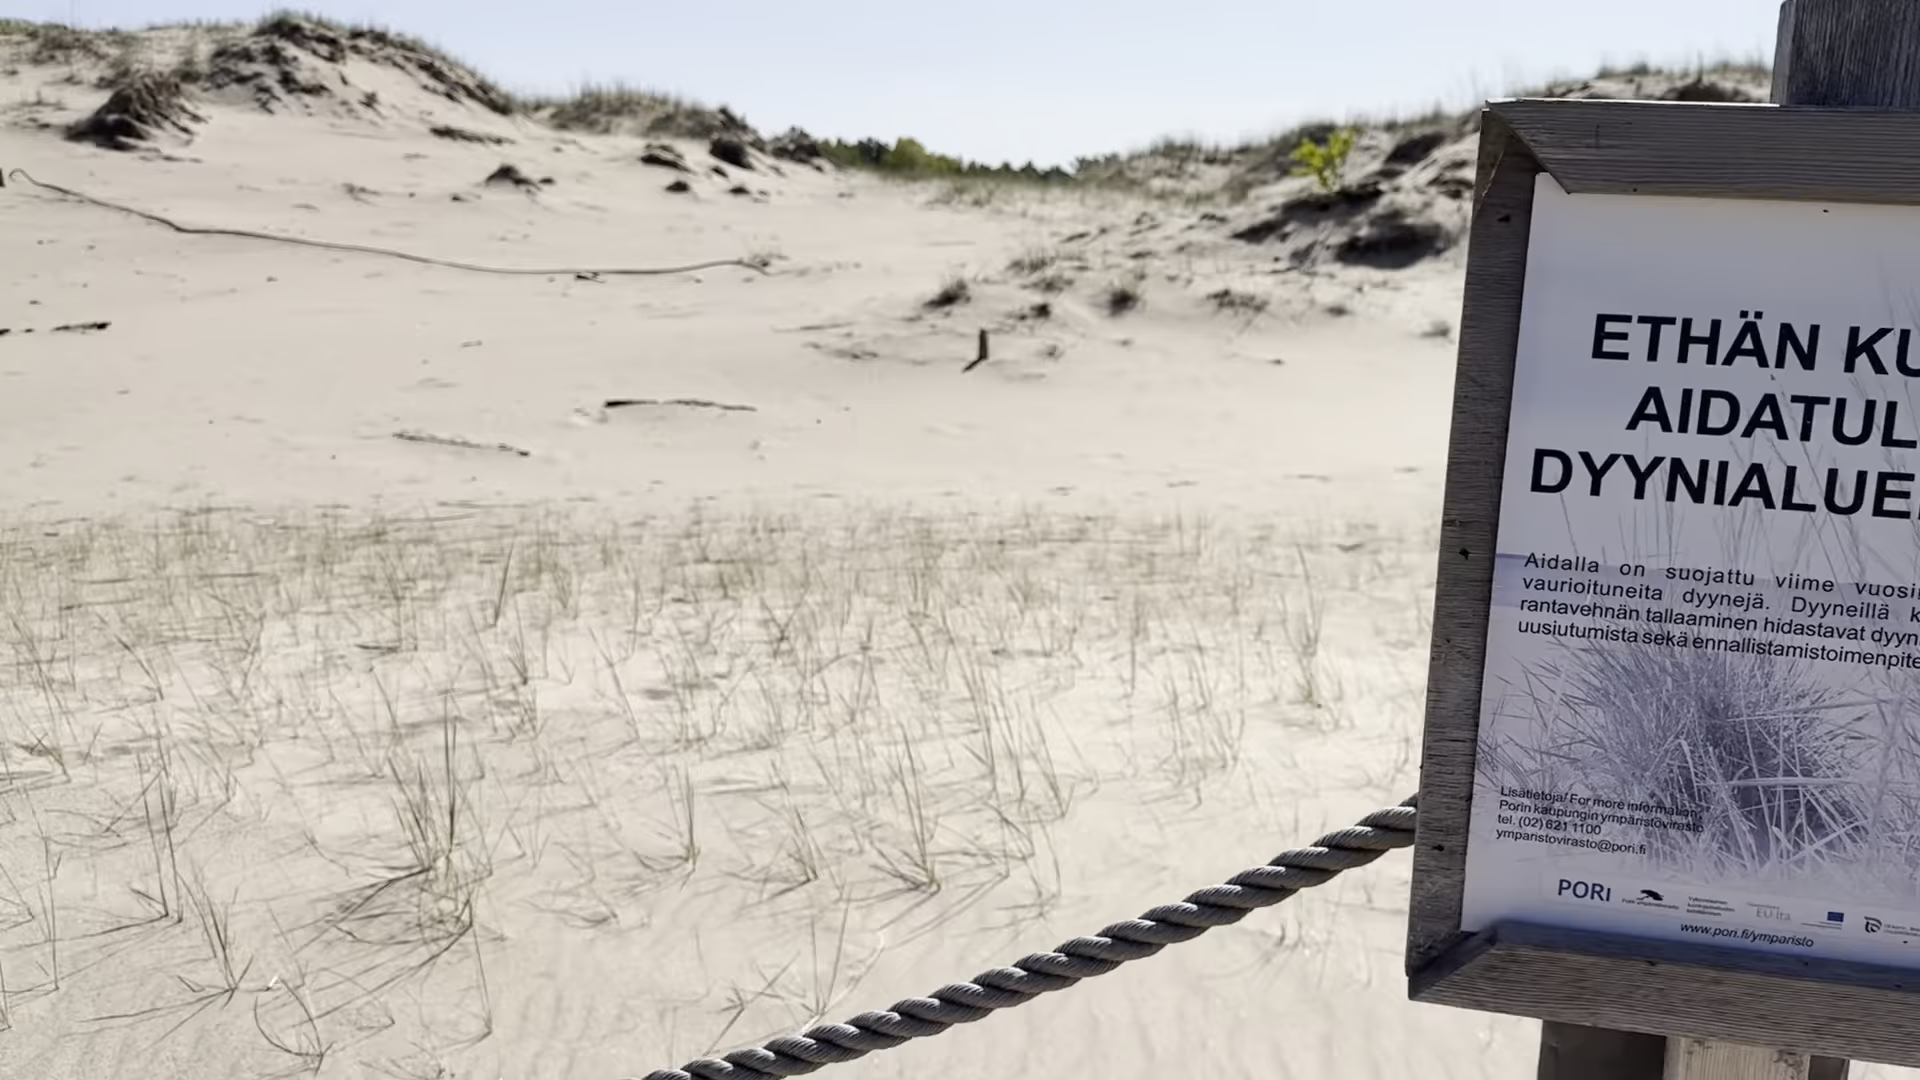 ETHÄN KU
AIDATUL
DYYNIALUE
Aidalla on suojattu viime vuosi
vaurioituneita dyynejä. Dyyneillä k
rantavehnän tallaaminen hidastavat dyyn
uusiutumista sekä ennallistamistoimenpite
Lisätietoja/ For more information:
Porin kaupungin ympäristövirasto
tel. (02) 621 1100
ymparistovirasto@pori.fi
PORI
EU:lta
www.pori.fi/ymparisto